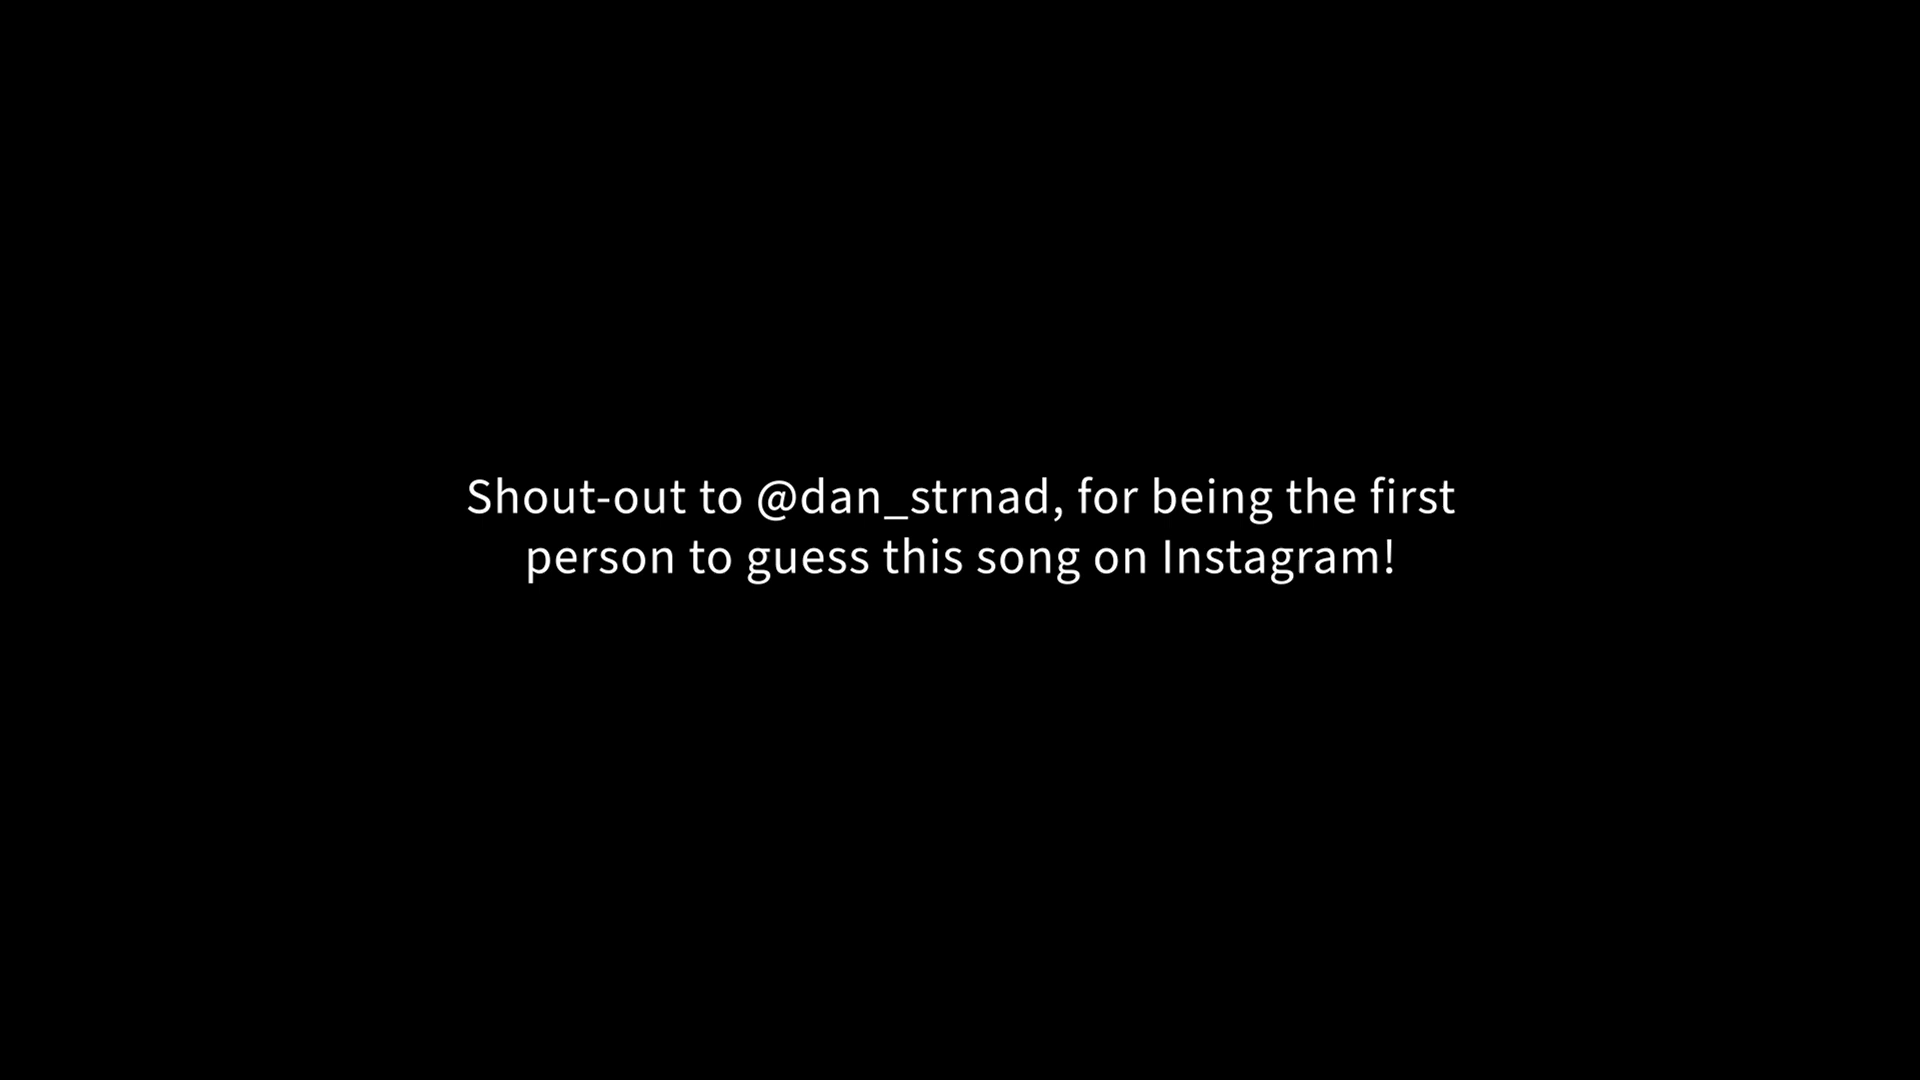 Shout-out to @dan_strnad, for being the first
person to guess this song on Instagram!